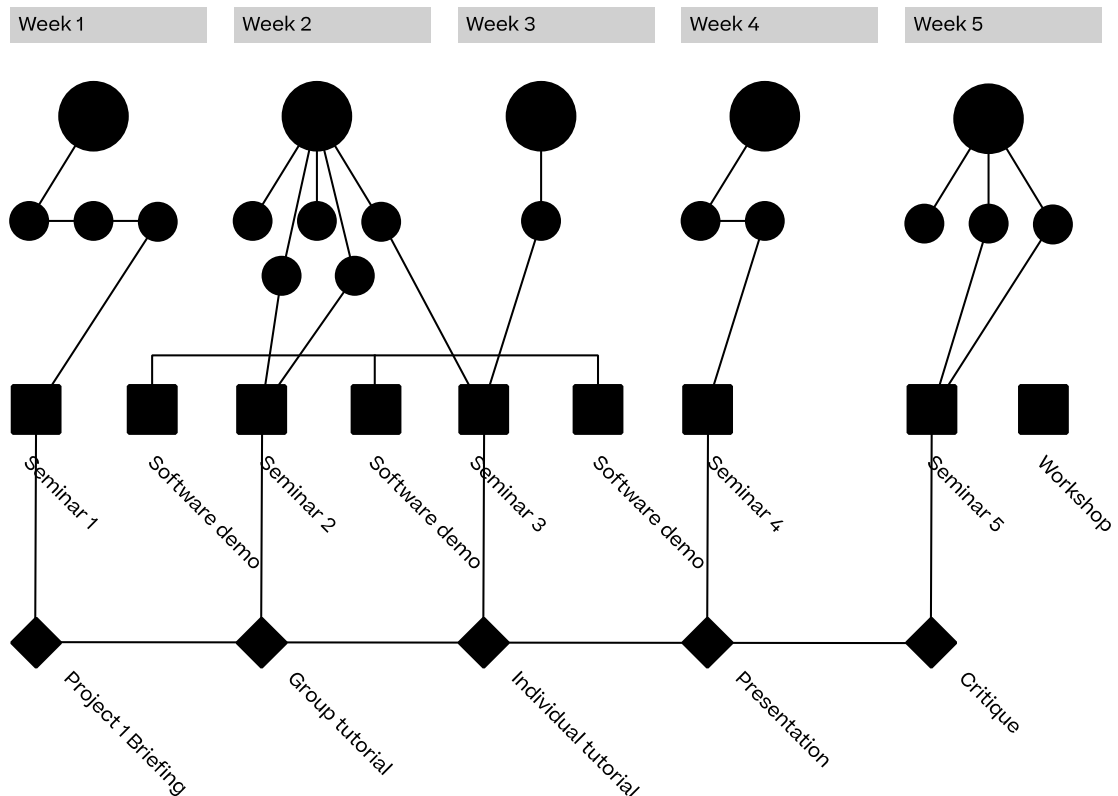 Week 1
Week 2
Week 3
Week 4
Week 5
Seminar 1
Software demo
Seminar 2
Software demo
Seminar 3
Software demo
Seminar 4
Seminar 5
Workshop
Project 1 Briefing
Group tutorial
Individual tutorial
Presentation
Critique